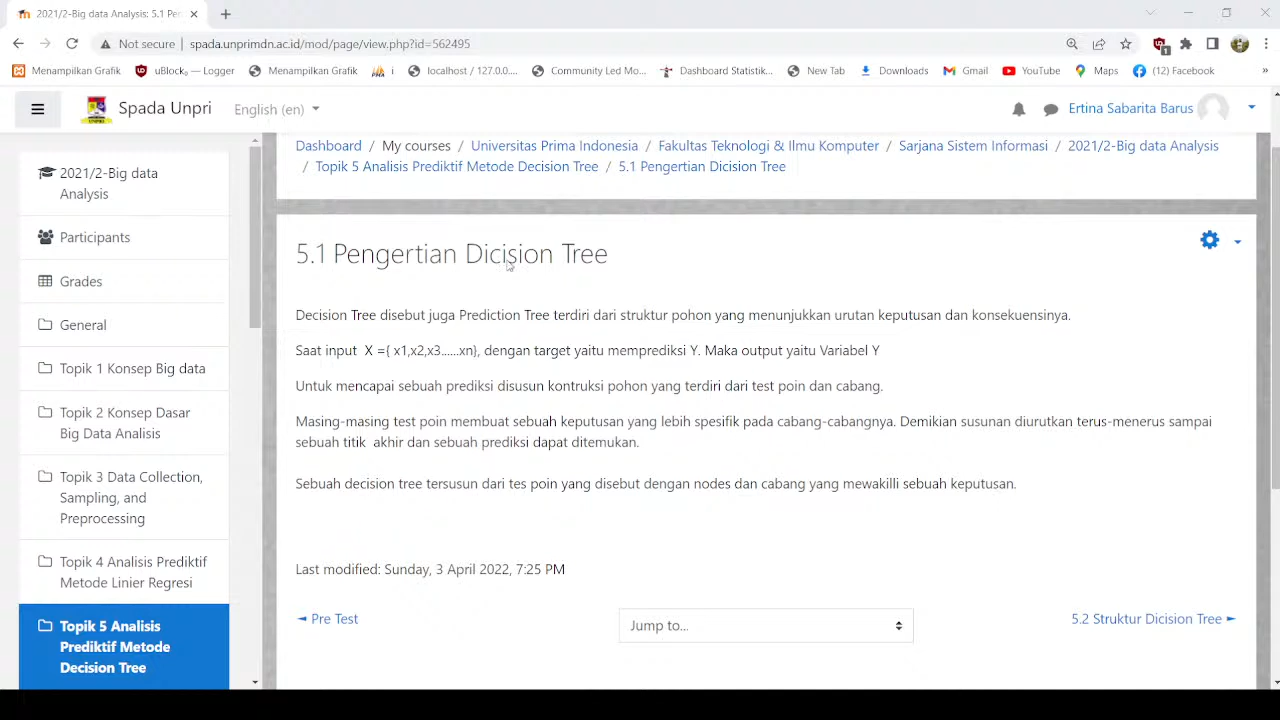 2021/2-Big data Analysis: 5.1 Pen
Not secure | spada.unprimdn.ac.id/mod/page/view.php?id=562495
Menampilkan Grafik uBlock₀ — Logger Menampilkan Grafik i localhost / 127.0.0.... Community Led Mo... Dashboard Statistik... New Tab Downloads Gmail YouTube Maps (12) Facebook »
Spada Unpri English (en) Ertina Sabarita Barus
Dashboard / My courses / Universitas Prima Indonesia / Fakultas Teknologi & Ilmu Komputer / Sarjana Sistem Informasi / 2021/2-Big data Analysis
/ Topik 5 Analisis Prediktif Metode Decision Tree / 5.1 Pengertian Dicision Tree
2021/2-Big data
Analysis
Participants
Grades
General
Topik 1 Konsep Big data
Topik 2 Konsep Dasar
Big Data Analysis
Topik 3 Data Collection,
Sampling, and
Preprocessing
Topik 4 Analisis Prediktif
Metode Linier Regresi
Topik 5 Analisis
Prediktif Metode
Decision Tree
5.1 Pengertian Dicision Tree
Decision Tree disebut juga Prediction Tree terdiri dari struktur pohon yang menunjukkan urutan keputusan dan konsekuensinya.
Saat input X ={ x1,x2,x3......xn}, dengan target yaitu memprediksi Y. Maka output yaitu Variabel Y
Untuk mencapai sebuah prediksi disusun kontruksi pohon yang terdiri dari test poin dan cabang.
Masing-masing test poin membuat sebuah keputusan yang lebih spesifik pada cabang-cabangnya. Demikian susunan diurutkan terus-menerus sampai
sebuah titik akhir dan sebuah prediksi dapat ditemukan.
Sebuah decision tree tersusun dari tes poin yang disebut dengan nodes dan cabang yang mewakilli sebuah keputusan.
Last modified: Sunday, 3 April 2022, 7:25 PM
◄ Pre Test
Jump to...
5.2 Struktur Dicision Tree ►